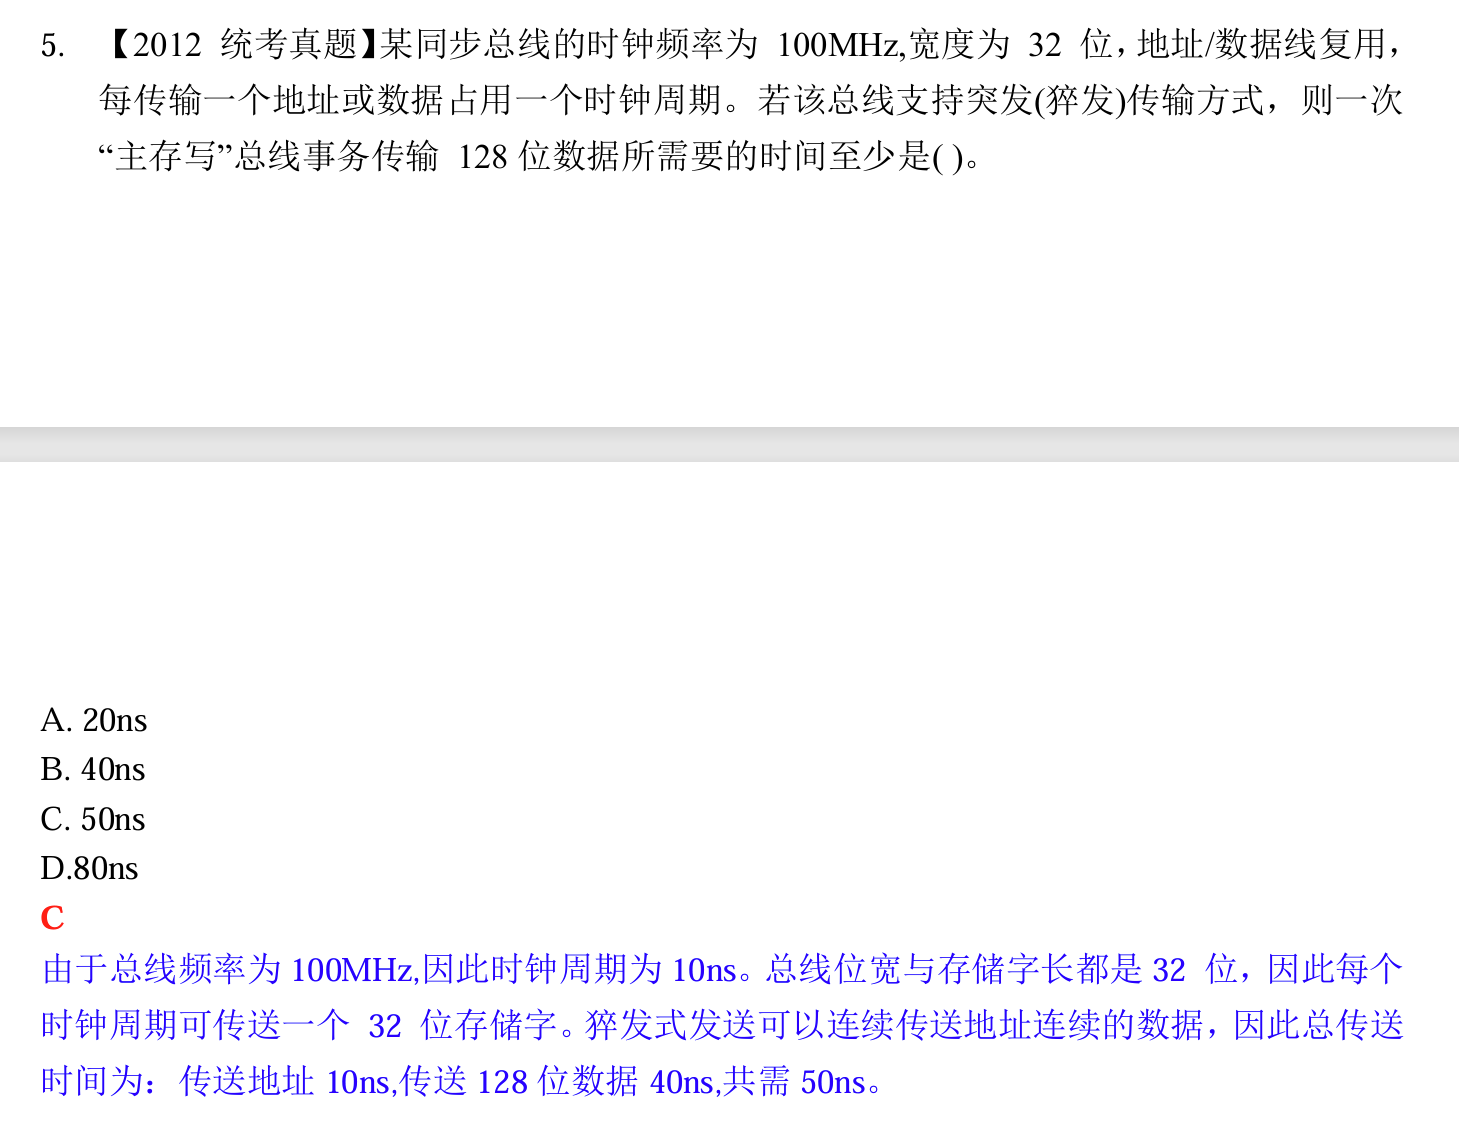 5. 【2012 统考真题】某同步总线的时钟频率为 100MHz,宽度为 32 位，地址/数据线复用，
每传输一个地址或数据占用一个时钟周期。若该总线支持突发(猝发)传输方式，则一次
“主存写”总线事务传输 128 位数据所需要的时间至少是( )。
A. 20ns
B. 40ns
C. 50ns
D.80ns
C
由于总线频率为 100MHz,因此时钟周期为 10ns。总线位宽与存储字长都是 32 位，因此每个
时钟周期可传送一个 32 位存储字。猝发式发送可以连续传送地址连续的数据，因此总传送
时间为：传送地址 10ns,传送 128 位数据 40ns,共需 50ns。